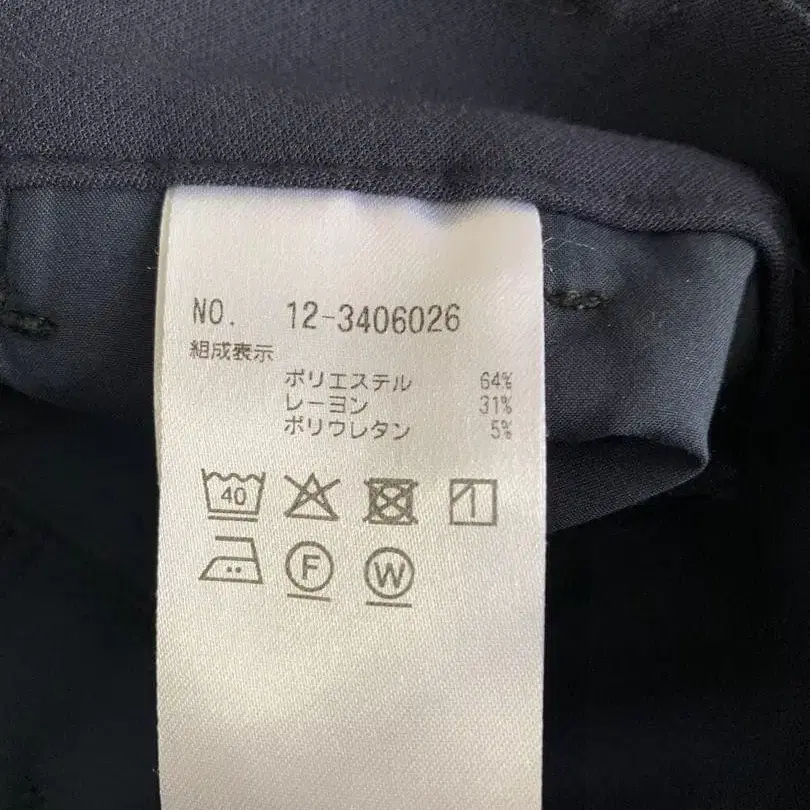 NO. 12-3406026
組成表示
ポリエステル 64%
レーヨン 31%
ポリウレタン 5%
40
F
W